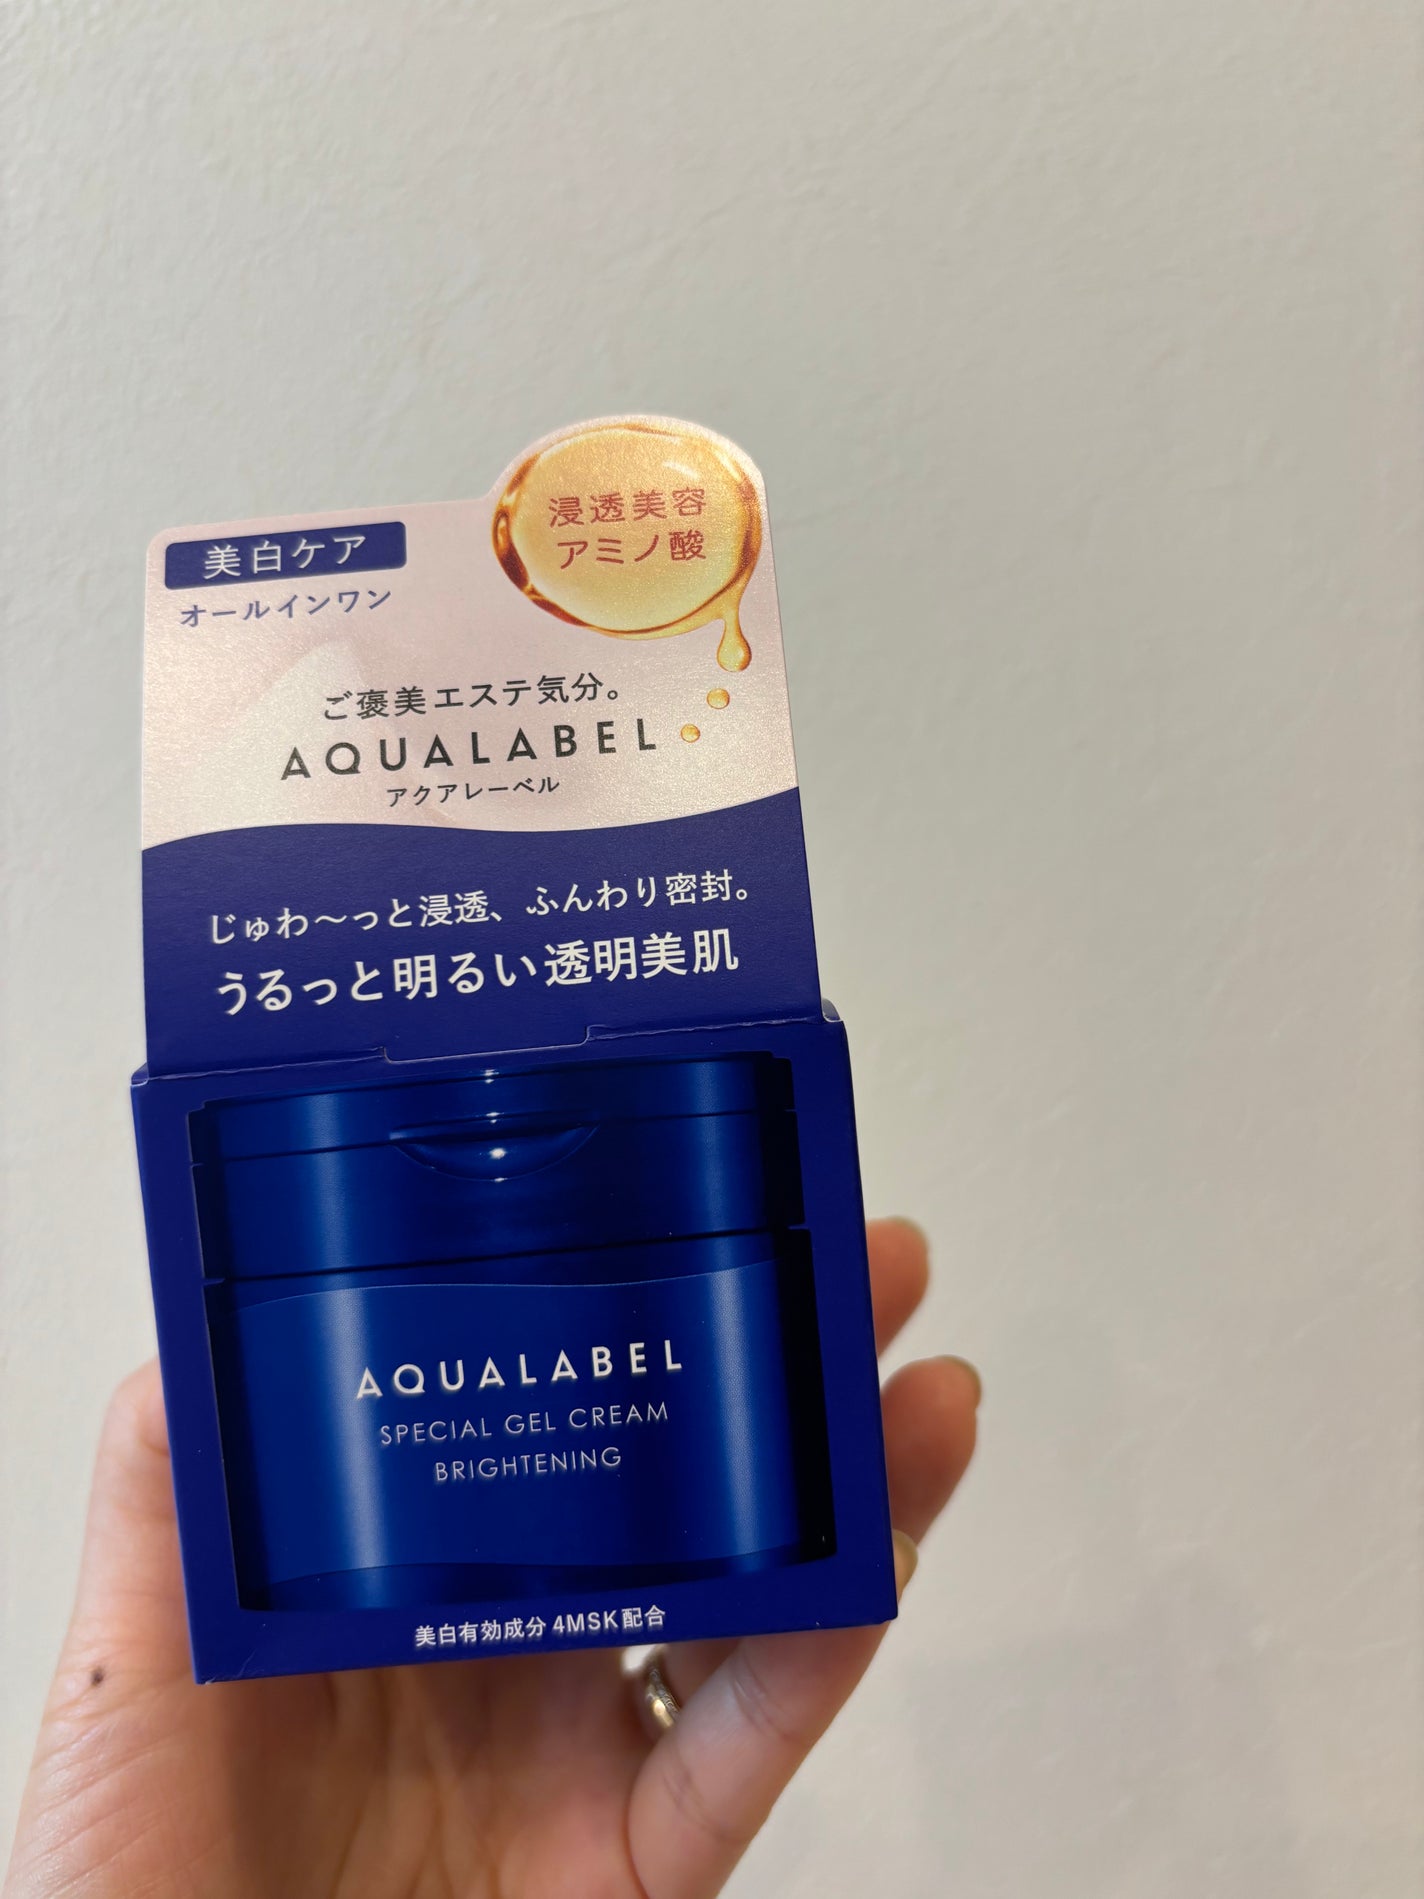 浸透美容
アミノ酸
美白ケア
オールインワン
ご褒美エステ気分。
AQUALABEL
アクアレーベル
じゅわ～っと浸透、ふんわり密封。
うるっと明るい透明美肌
AQUALABEL
SPECIAL GEL CREAM
BRIGHTENING
美白有効成分 4MSK配合